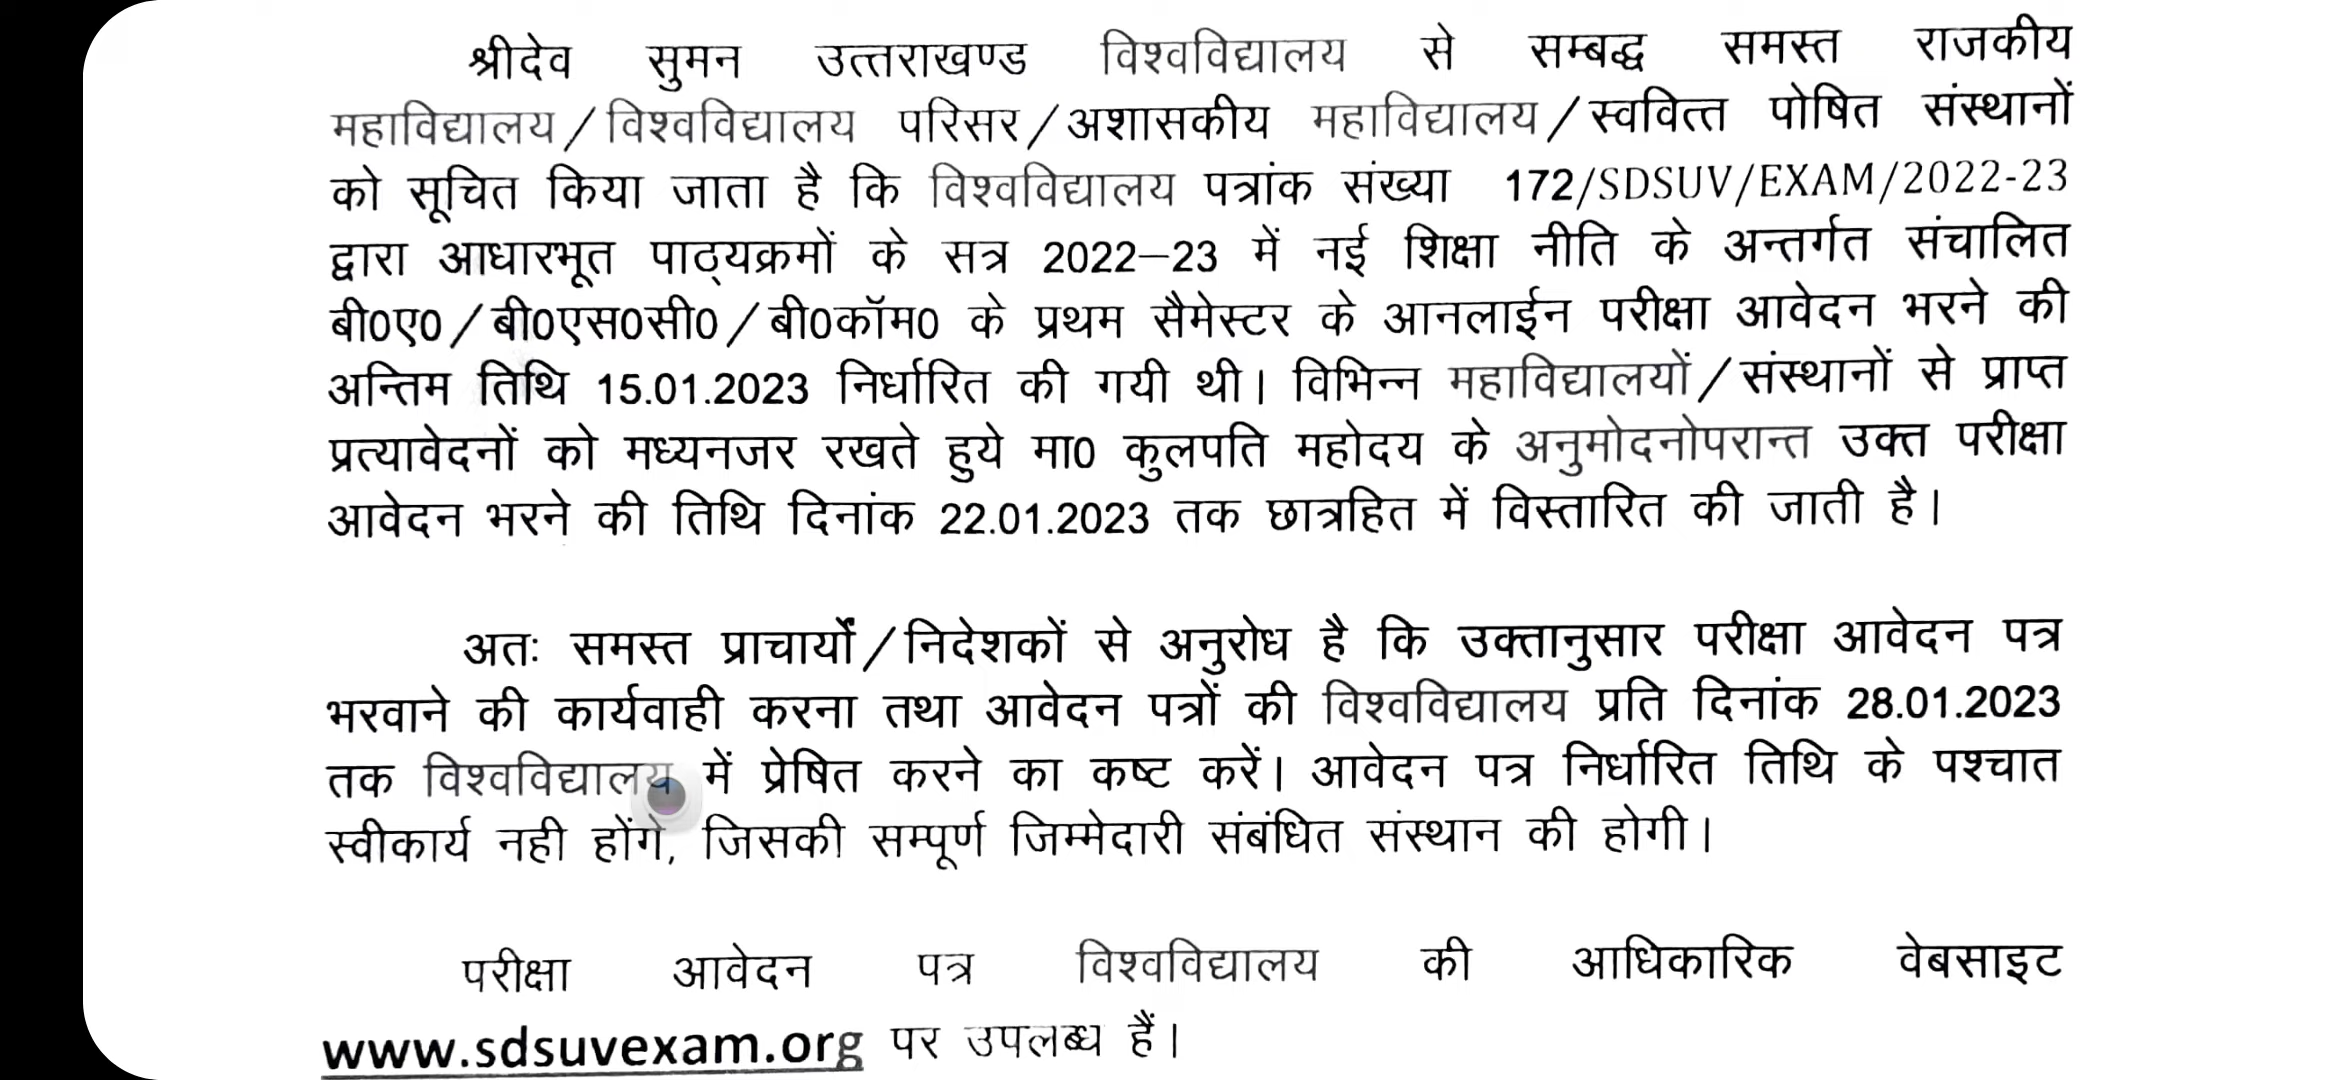 श्रीदेव सुमन उत्तराखण्ड विश्वविद्यालय से सम्बद्ध समस्त राजकीय
महाविद्यालय/विश्वविद्यालय परिसर/अशासकीय महाविद्यालय/स्ववित्त पोषित संस्थानों
को सूचित किया जाता है कि विश्वविद्यालय पत्रांक संख्या 172/SDSUV/EXAM/2022-23
द्वारा आधारभूत पाठ्यक्रमों के सत्र 2022–23 में नई शिक्षा नीति के अन्तर्गत संचालित
बी0ए0/बी0एस0सी0/बी0कॉम0 के प्रथम सैमेस्टर के आनलाईन परीक्षा आवेदन भरने की
अन्तिम तिथि 15.01.2023 निर्धारित की गयी थी। विभिन्न महाविद्यालयों/संस्थानों से प्राप्त
प्रत्यावेदनों को मध्यनजर रखते हुये मा0 कुलपति महोदय के अनुमोदनोपरान्त उक्त परीक्षा
आवेदन भरने की तिथि दिनांक 22.01.2023 तक छात्रहित में विस्तारित की जाती है।
अतः समस्त प्राचार्यों/निदेशकों से अनुरोध है कि उक्तानुसार परीक्षा आवेदन पत्र
भरवाने की कार्यवाही करना तथा आवेदन पत्रों की विश्वविद्यालय प्रति दिनांक 28.01.2023
तक विश्वविद्यालय में प्रेषित करने का कष्ट करें। आवेदन पत्र निर्धारित तिथि के पश्चात
स्वीकार्य नही होंगे, जिसकी सम्पूर्ण जिम्मेदारी संबंधित संस्थान की होगी।
परीक्षा आवेदन पत्र विश्वविद्यालय की आधिकारिक वेबसाइट
www.sdsuvexam.org पर उपलब्ध हैं।